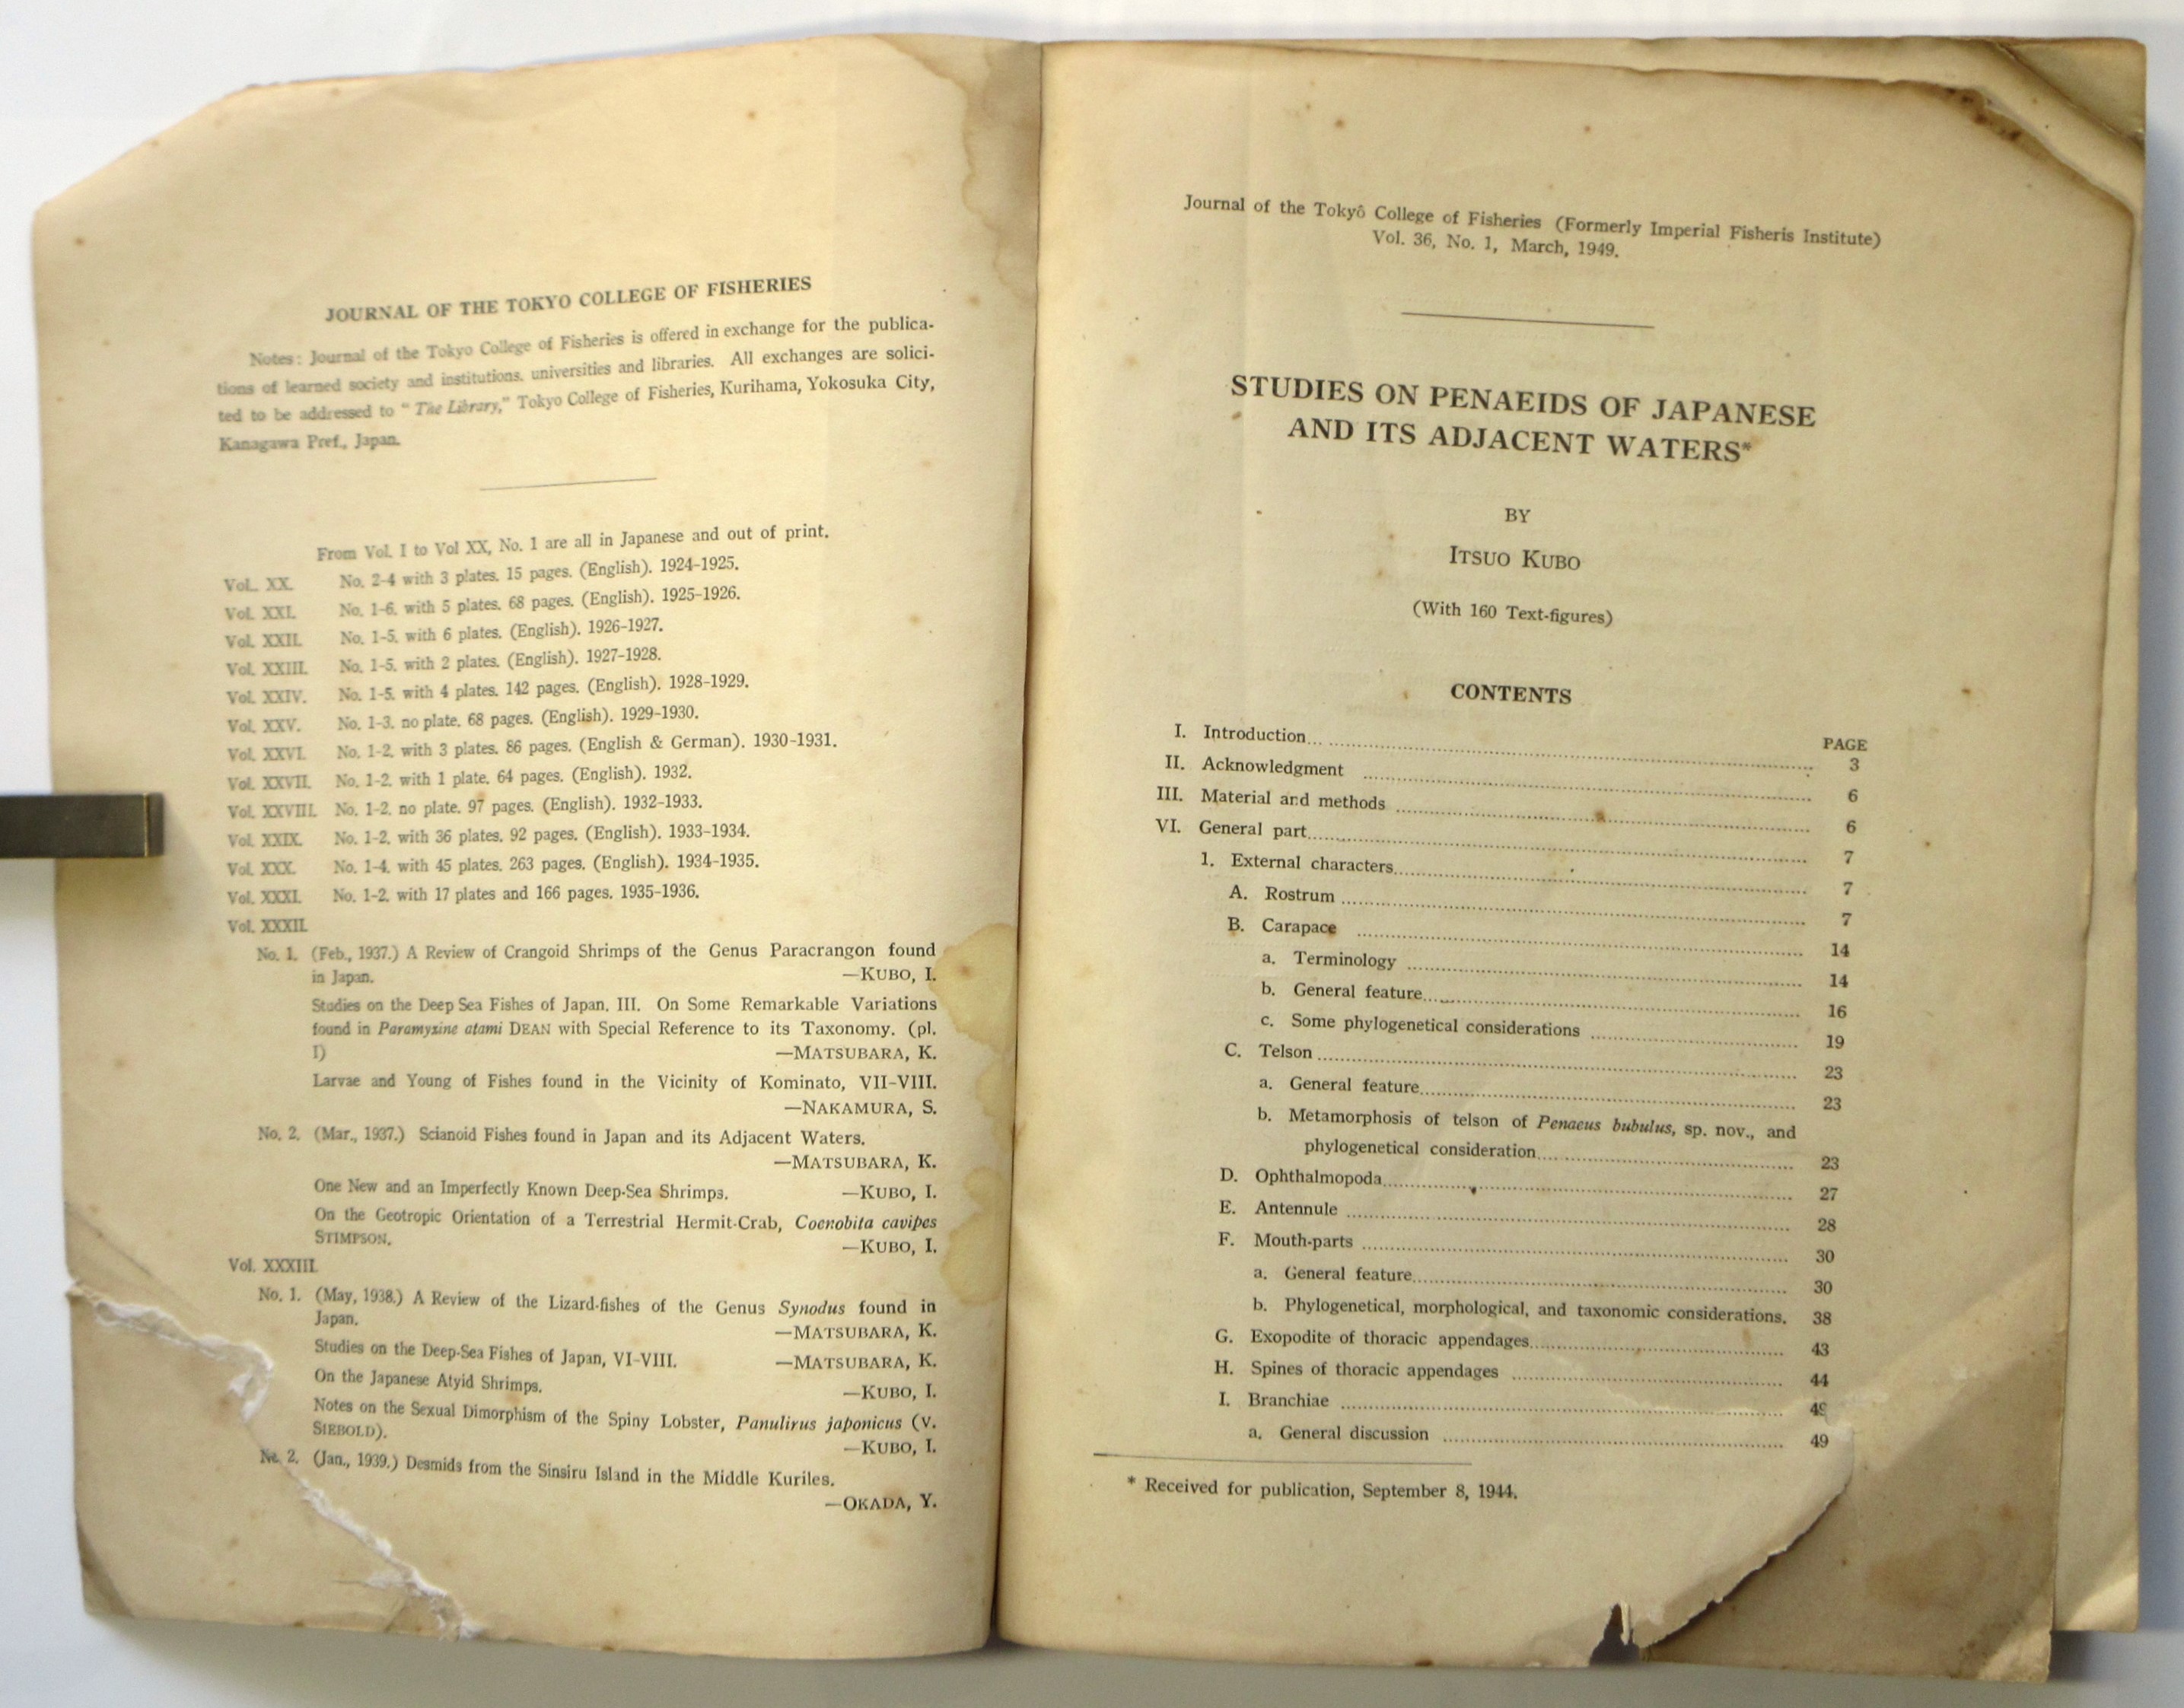 JOURNAL OF THE TOKYO COLLEGE OF FISHERIES
Notes: Journal of the Tokyo College of Fisheries is offered in exchange for the publica-
tions of learned society and institutions. universities and libraries. All exchanges are solici-
ted to be addressed to "The Library," Tokyo College of Fisheries, Kurihama, Yokosuka City,
Kanagawa Pref., Japan.
From Vol. I to Vol XX, No. 1 are all in Japanese and out of print.
Vol. XX. No. 2-4 with 3 plates. 15 pages. (English). 1924-1925.
Vol. XXI. No. 1-6. with 5 plates. 68 pages. (English). 1925-1926.
Vol. XXII. No. 1-5. with 6 plates. (English). 1926-1927.
Vol. XXIII. No. 1-5. with 2 plates. (English). 1927-1928.
Vol. XXIV. No. 1-5. with 4 plates. 142 pages. (English). 1928-1929.
Vol. XXV. No. 1-3. no plate. 68 pages. (English). 1929-1930.
Vol. XXVI. No. 1-2. with 3 plates. 86 pages. (English & German). 1930-1931.
Vol. XXVII. No. 1-2. with 1 plate. 64 pages. (English). 1932.
Vol. XXVIII. No. 1-2. no plate. 97 pages. (English). 1932-1933.
Vol. XXIX. No. 1-2. with 36 plates. 92 pages. (English). 1933-1934.
Vol. XXX. No. 1-4. with 45 plates. 263 pages. (English). 1934-1935.
Vol. XXXI. No. 1-2. with 17 plates and 166 pages. 1935-1936.
Vol. XXXII.
No. 1. (Feb., 1937.) A Review of Crangoid Shrimps of the Genus Paracrangon found
in Japan. —KUBO, I.
Studies on the Deep Sea Fishes of Japan. III. On Some Remarkable Variations
found in Paramyxine atami DEAN with Special Reference to its Taxonomy. (pl.
I) —MATSUBARA, K.
Larvae and Young of Fishes found in the Vicinity of Kominato, VII-VIII.
—NAKAMURA, S.
No. 2. (Mar., 1937.) Scianoid Fishes found in Japan and its Adjacent Waters.
—MATSUBARA, K.
One New and an Imperfectly Known Deep-Sea Shrimps. —KUBO, I.
On the Geotropic Orientation of a Terrestrial Hermit-Crab, Coenobita cavipes
STIMPSON. —KUBO, I.
Vol. XXXIII.
No. 1. (May, 1938.) A Review of the Lizard-fishes of the Genus Synodus found in
Japan. —MATSUBARA, K.
Studies on the Deep-Sea Fishes of Japan, VI-VIII. —MATSUBARA, K.
On the Japanese Atyid Shrimps. —KUBO, I.
Notes on the Sexual Dimorphism of the Spiny Lobster, Panulirus japonicus (v.
SIEBOLD). —KUBO, I.
No. 2. (Jan., 1939.) Desmids from the Sinsiru Island in the Middle Kuriles.
—OKADA, Y.
Journal of the Tokyô College of Fisheries (Formerly Imperial Fisheris Institute)
Vol. 36, No. 1, March, 1949.
STUDIES ON PENAEIDS OF JAPANESE
AND ITS ADJACENT WATERS*
BY
ITSUO KUBO
(With 160 Text-figures)
CONTENTS
PAGE
I. Introduction 3
II. Acknowledgment 6
III. Material and methods 6
VI. General part 7
1. External characters 7
A. Rostrum 7
B. Carapace 14
a. Terminology 14
b. General feature 16
c. Some phylogenetical considerations 19
C. Telson 23
a. General feature 23
b. Metamorphosis of telson of Penaeus bubulus, sp. nov., and
phylogenetical consideration 23
D. Ophthalmopoda 27
E. Antennule 28
F. Mouth-parts 30
a. General feature 30
b. Phylogenetical, morphological, and taxonomic considerations. 38
G. Exopodite of thoracic appendages 43
H. Spines of thoracic appendages 44
I. Branchiae 49
a. General discussion 49
* Received for publication, September 8, 1944.